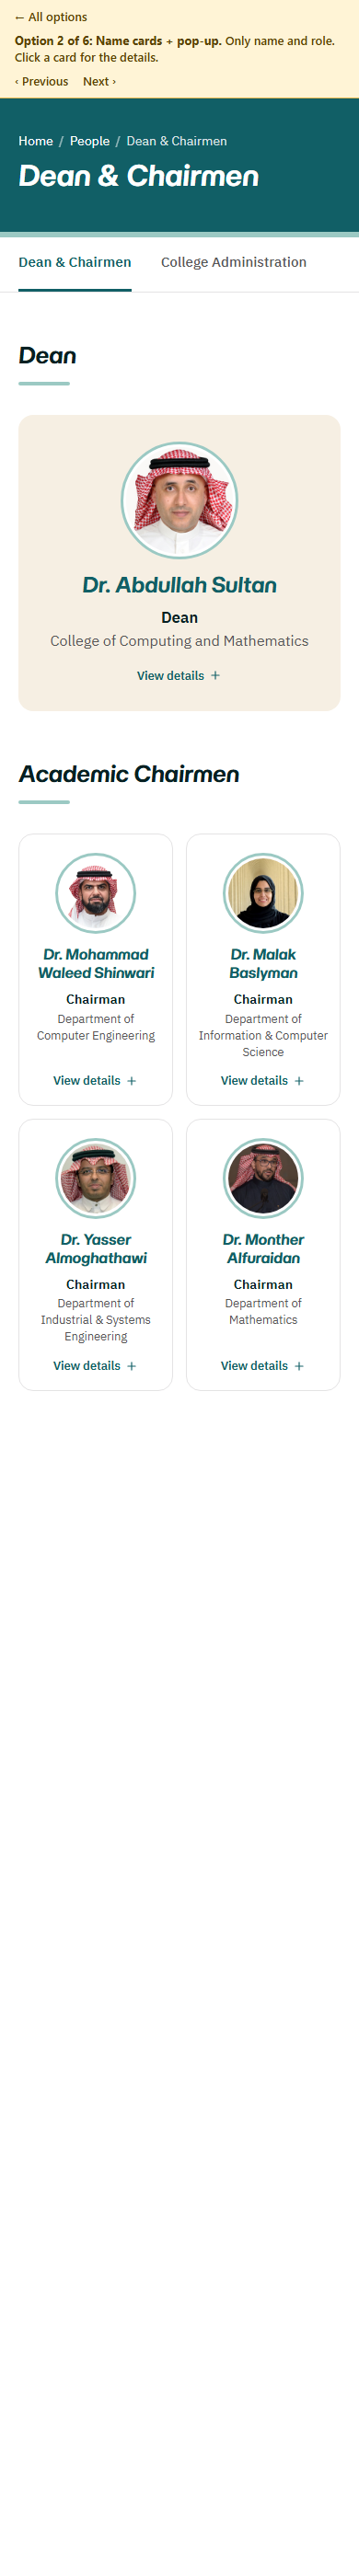 ← All options
Option 2 of 6: Name cards + pop-up. Only name and role.
Click a card for the details.
‹ Previous Next ›
Home / People / Dean & Chairmen
Dean & Chairmen
Dean & Chairmen College Administration
Dean
Dr. Abdullah Sultan
Dean
College of Computing and Mathematics
View details +
Academic Chairmen
Dr. Mohammad
Waleed Shinwari
Chairman
Department of
Computer Engineering
View details +
Dr. Malak
Baslyman
Chairman
Department of
Information & Computer
Science
View details +
Dr. Yasser
Almoghathawi
Chairman
Department of
Industrial & Systems
Engineering
View details +
Dr. Monther
Alfuraidan
Chairman
Department of
Mathematics
View details +